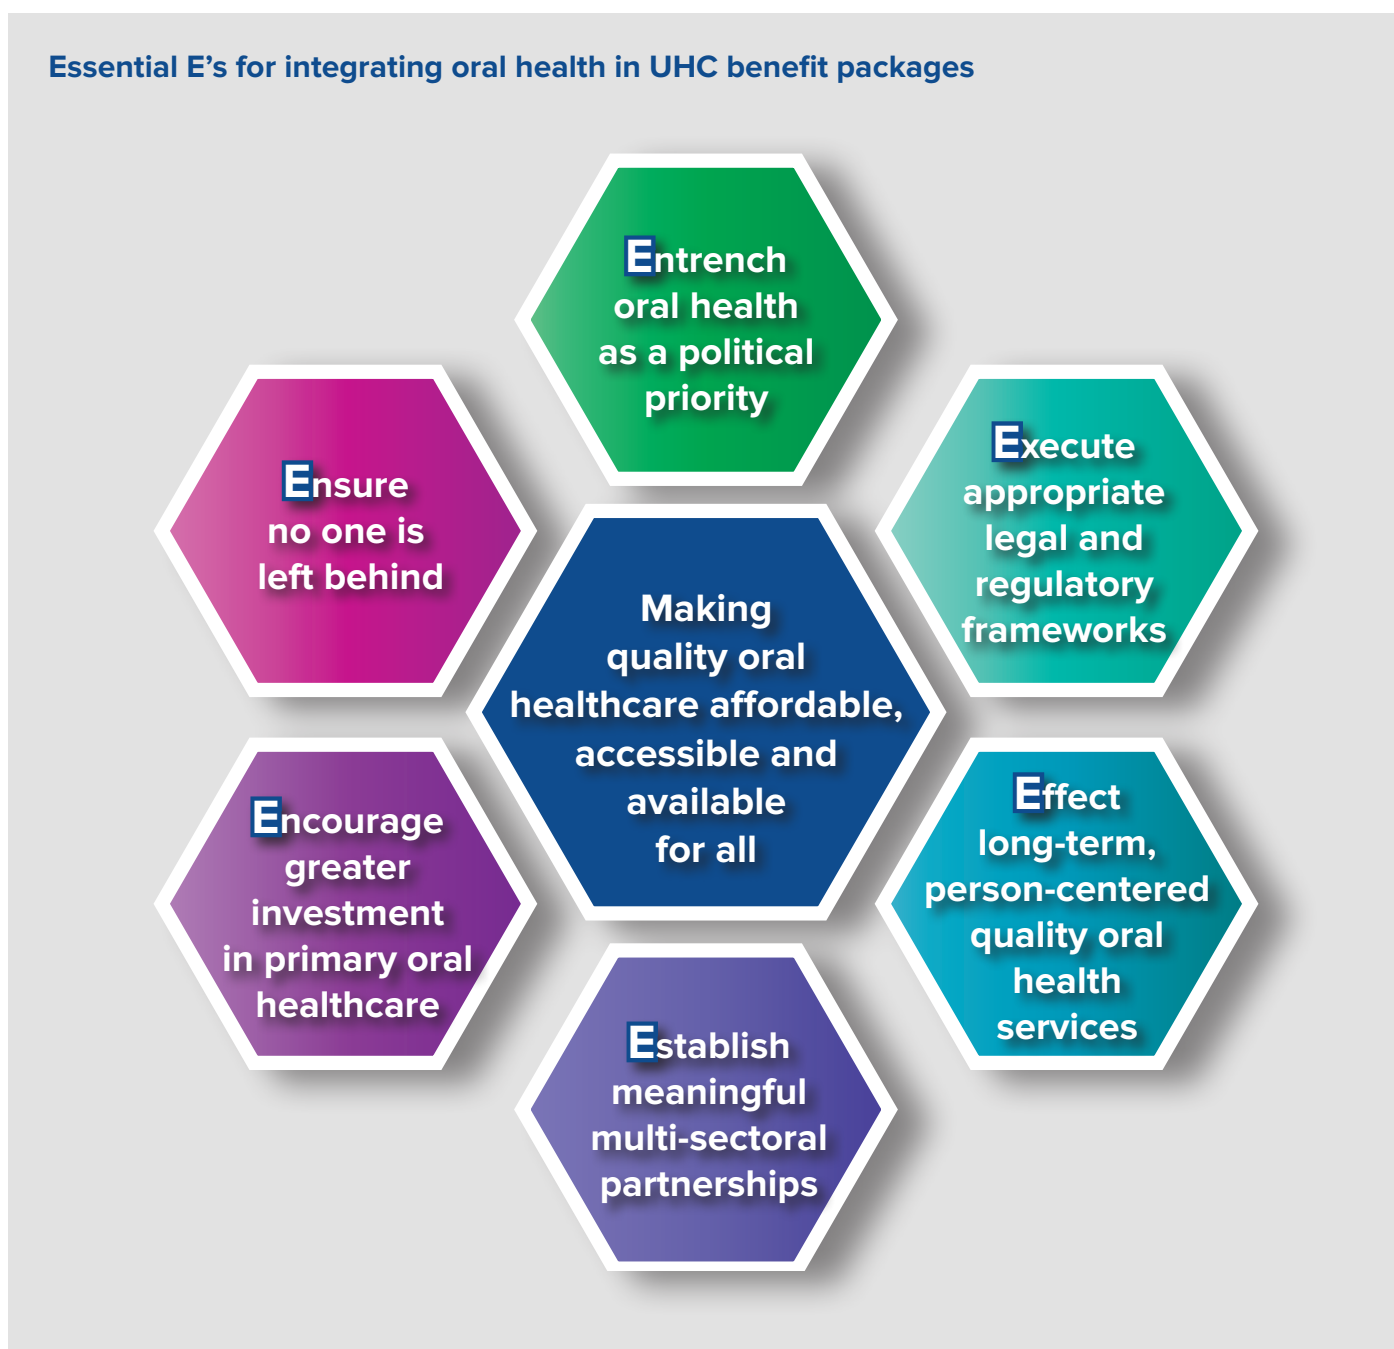 Essential E’s for integrating oral health in UHC benefit packages
Entrench
oral health
as a political
priority
Execute
appropriate
legal and
regulatory
frameworks
Effect
long-term,
person-centered
quality oral
health
services
Establish
meaningful
multi-sectoral
partnerships
Encourage
greater
investment
in primary oral
healthcare
Ensure
no one is
left behind
Making
quality oral
healthcare affordable,
accessible and
available
for all